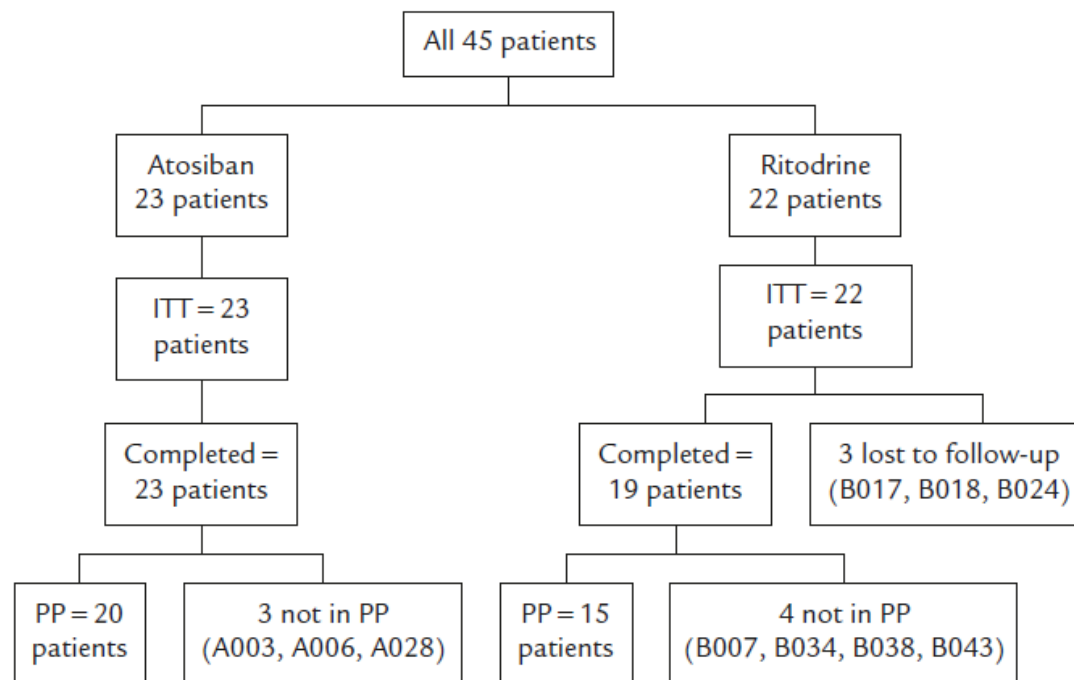 All 45 patients
Atosiban
23 patients
Ritodrine
22 patients
ITT = 23
patients
ITT = 22
patients
Completed =
23 patients
Completed =
19 patients
3 lost to follow-up
(B017, B018, B024)
PP = 20
patients
3 not in PP
(A003, A006, A028)
PP = 15
patients
4 not in PP
(B007, B034, B038, B043)